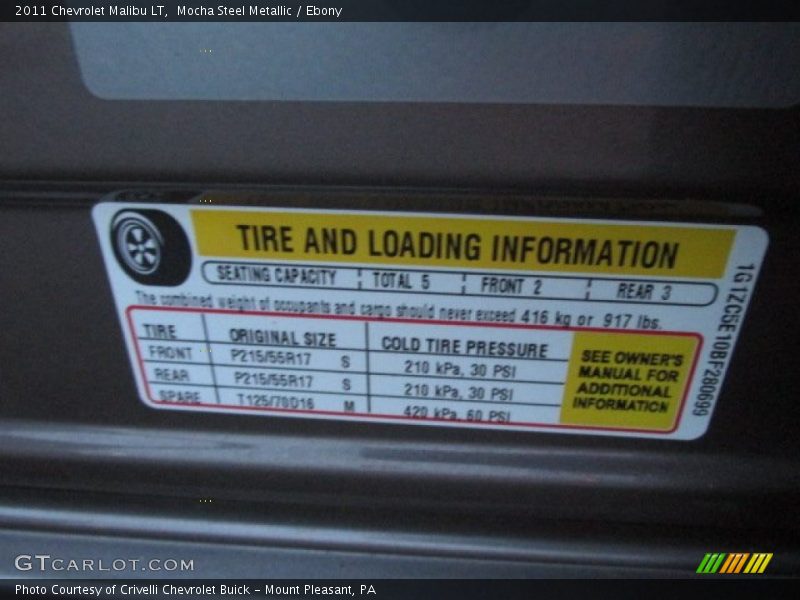 2011 Chevrolet Malibu LT, Mocha Steel Metallic / Ebony
TIRE AND LOADING INFORMATION
SEATING CAPACITY TOTAL 5 FRONT 2 REAR 3
The combined weight of occupants and cargo should never exceed 416 kg or 917 lbs.
TIRE ORIGINAL SIZE COLD TIRE PRESSURE
FRONT P215/55R17 S 210 kPa, 30 PSI
REAR P215/55R17 S 210 kPa, 30 PSI
SPARE T125/70D16 M 420 kPa, 60 PSI
SEE OWNER'S
MANUAL FOR
ADDITIONAL
INFORMATION
1G1ZC5E10BF280699
GTCARLOT.COM
Photo Courtesy of Crivelli Chevrolet Buick - Mount Pleasant, PA